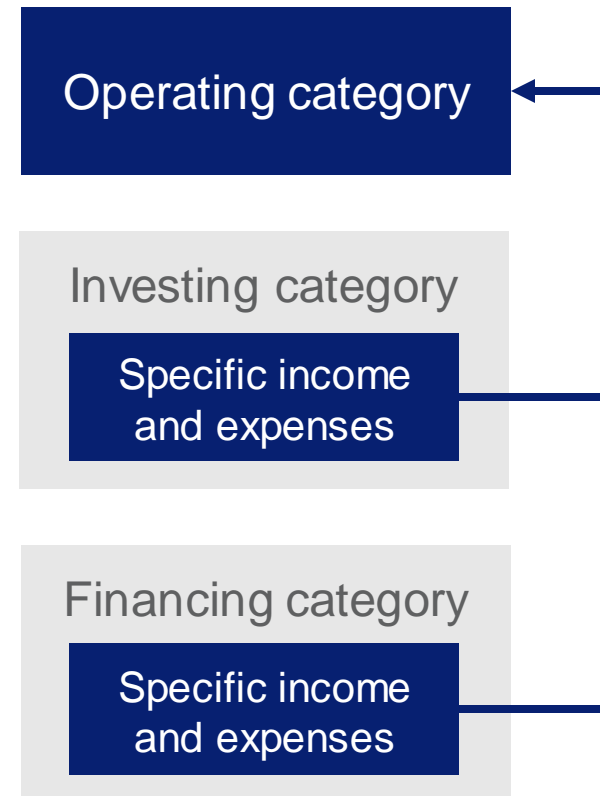 Operating category
Investing category
Specific income
and expenses
Financing category
Specific income
and expenses